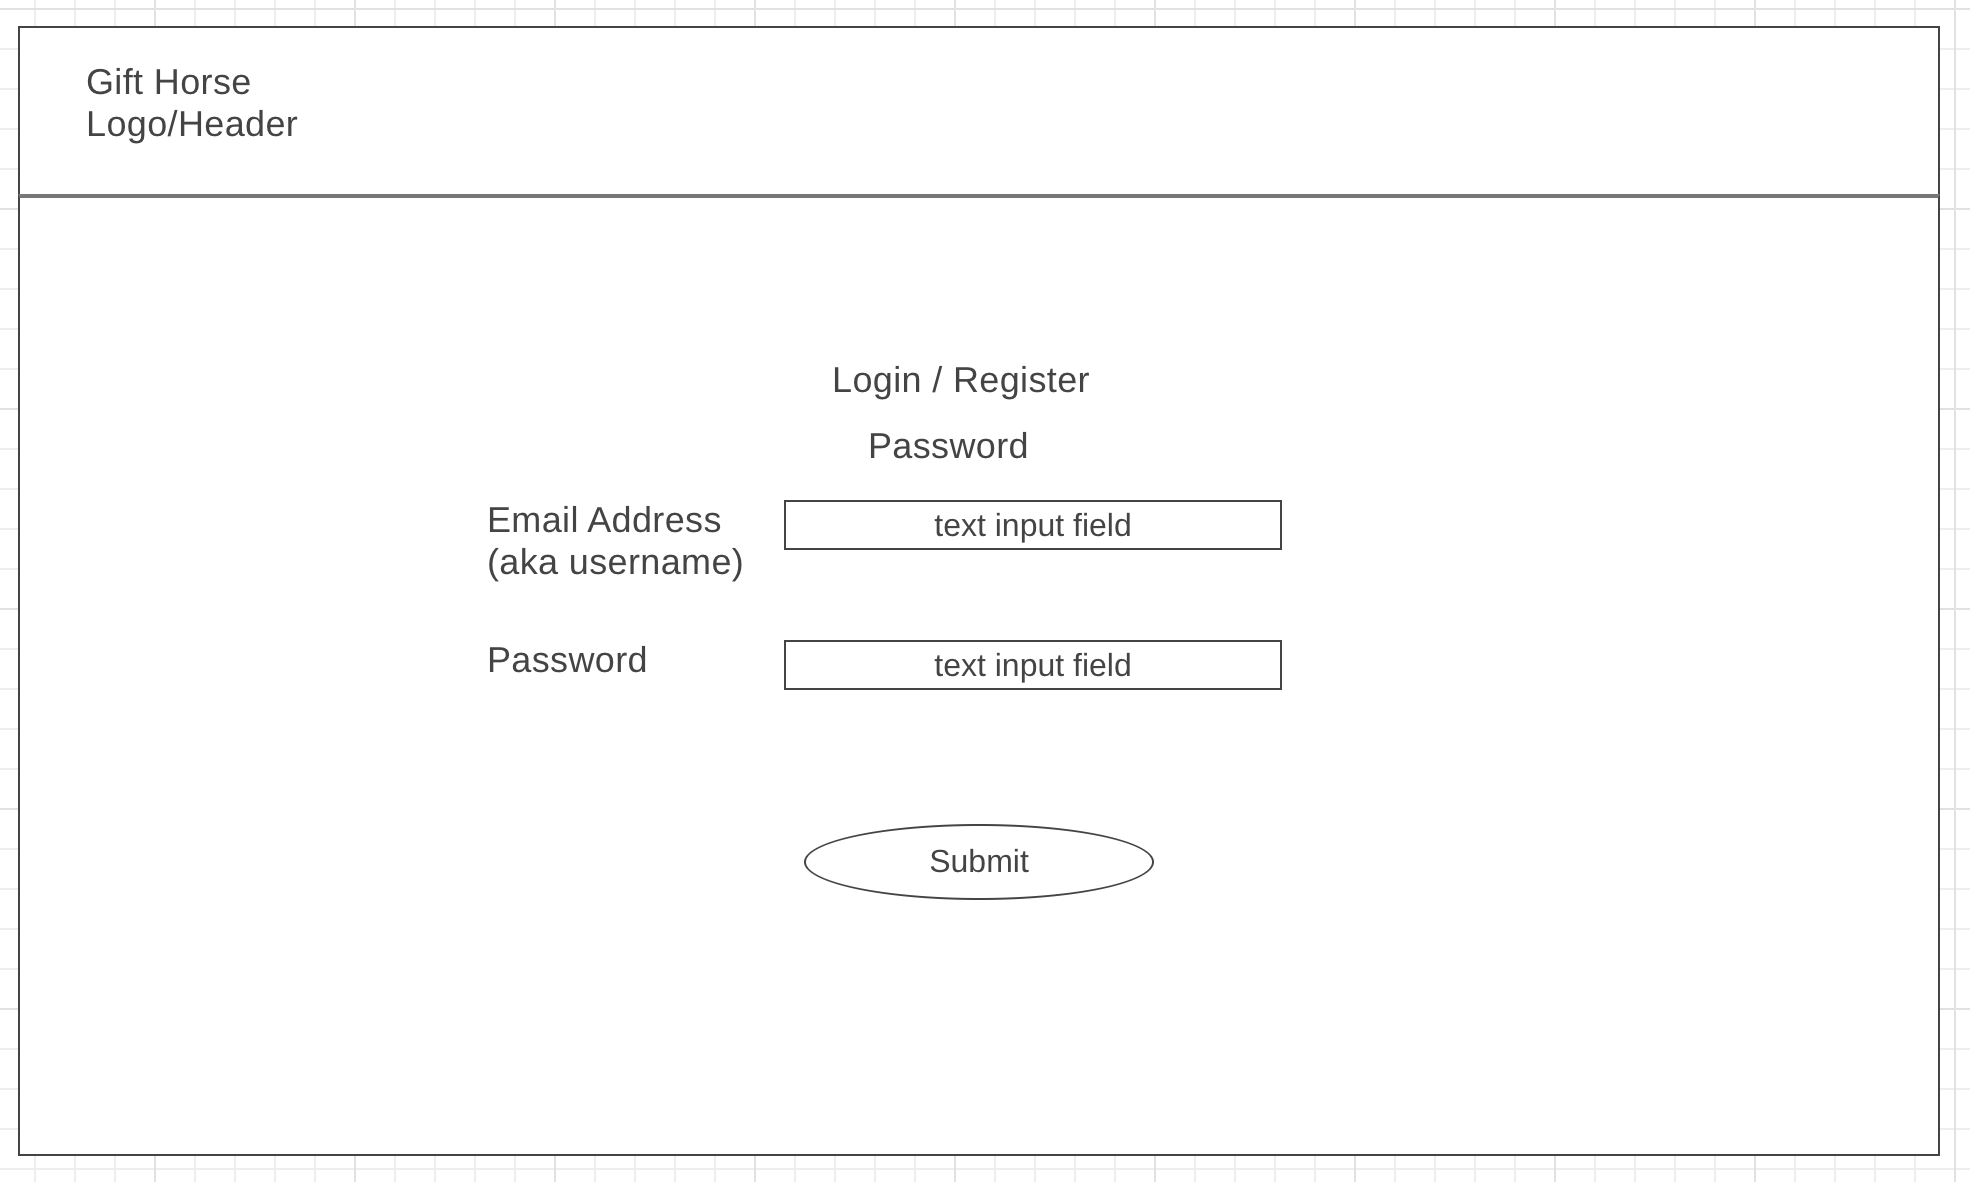 Gift Horse
Logo/Header
Login / Register
Password
Email Address
(aka username)
text input field
Password
text input field
Submit